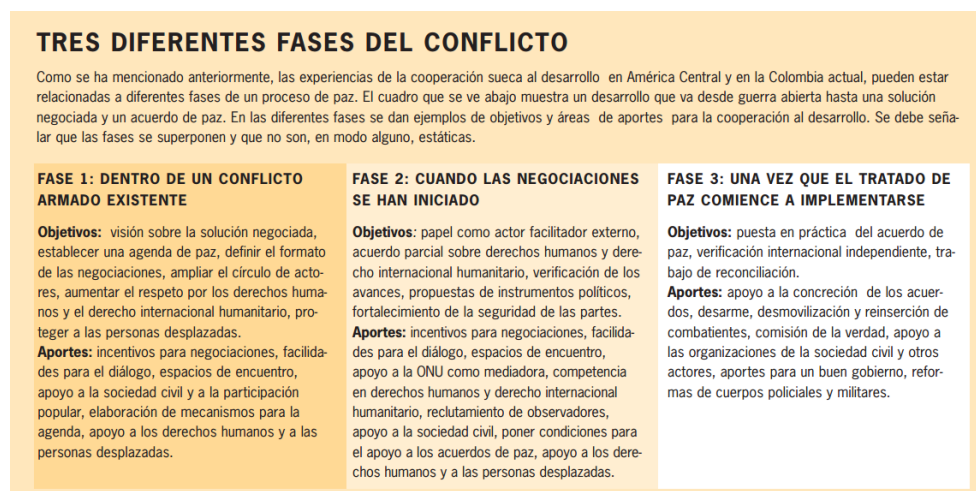 TRES DIFERENTES FASES DEL CONFLICTO
Como se ha mencionado anteriormente, las experiencias de la cooperación sueca al desarrollo en América Central y en la Colombia actual, pueden estar
relacionadas a diferentes fases de un proceso de paz. El cuadro que se ve abajo muestra un desarrollo que va desde guerra abierta hasta una solución
negociada y un acuerdo de paz. En las diferentes fases se dan ejemplos de objetivos y áreas de aportes para la cooperación al desarrollo. Se debe seña-
lar que las fases se superponen y que no son, en modo alguno, estáticas.
FASE 1: DENTRO DE UN CONFLICTO
ARMADO EXISTENTE
Objetivos: visión sobre la solución negociada,
establecer una agenda de paz, definir el formato
de las negociaciones, ampliar el círculo de acto-
res, aumentar el respeto por los derechos huma-
nos y el derecho internacional humanitario, pro-
teger a las personas desplazadas.
Aportes: incentivos para negociaciones, facilida-
des para el diálogo, espacios de encuentro,
apoyo a la sociedad civil y a la participación
popular, elaboración de mecanismos para la
agenda, apoyo a los derechos humanos y a las
personas desplazadas.
FASE 2: CUANDO LAS NEGOCIACIONES
SE HAN INICIADO
Objetivos: papel como actor facilitador externo,
acuerdo parcial sobre derechos humanos y dere-
cho internacional humanitario, verificación de los
avances, propuestas de instrumentos políticos,
fortalecimiento de la seguridad de las partes.
Aportes: incentivos para negociaciones, facilida-
des para el diálogo, espacios de encuentro,
apoyo a la ONU como mediadora, competencia
en derechos humanos y derecho internacional
humanitario, reclutamiento de observadores,
apoyo a la sociedad civil, poner condiciones para
el apoyo a los acuerdos de paz, apoyo a los dere-
chos humanos y a las personas desplazadas.
FASE 3: UNA VEZ QUE EL TRATADO DE
PAZ COMIENCE A IMPLEMENTARSE
Objetivos: puesta en práctica del acuerdo de
paz, verificación internacional independiente, tra-
bajo de reconciliación.
Aportes: apoyo a la concreción de los acuer-
dos, desarme, desmovilización y reinserción de
combatientes, comisión de la verdad, apoyo a
las organizaciones de la sociedad civil y otros
actores, aportes para un buen gobierno, refor-
mas de cuerpos policiales y militares.